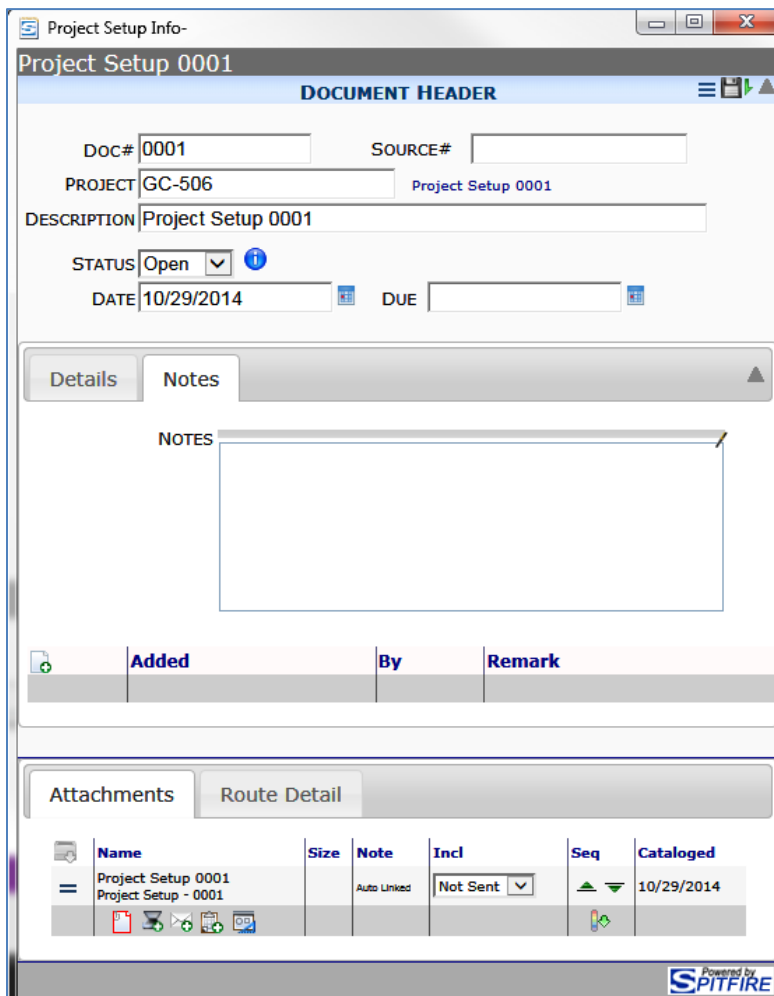 Project Setup Info-
Project Setup 0001
DOCUMENT HEADER
DOC# 0001 SOURCE#
PROJECT GC-506 Project Setup 0001
DESCRIPTION Project Setup 0001
STATUS Open
DATE 10/29/2014 DUE
Details Notes
NOTES
Added By Remark
Attachments Route Detail
Name Size Note Incl Seq Cataloged
Project Setup 0001
Project Setup - 0001 Auto Linked Not Sent 10/29/2014
Powered by
SPITFIRE